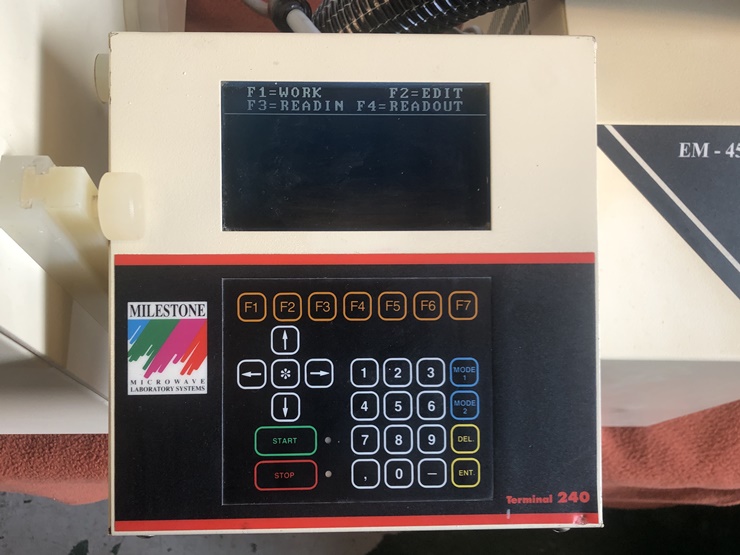 F1=WORK F2=EDIT
F3=READIN F4=READOUT
EM - 45
MILESTONE
MICROWAVE
LABORATORY SYSTEMS
F1 F2 F3 F4 F5 F6 F7
*
1 2 3 MODE 1
4 5 6 MODE 2
START 7 8 9 DEL.
STOP , 0 — ENT.
Terminal 240